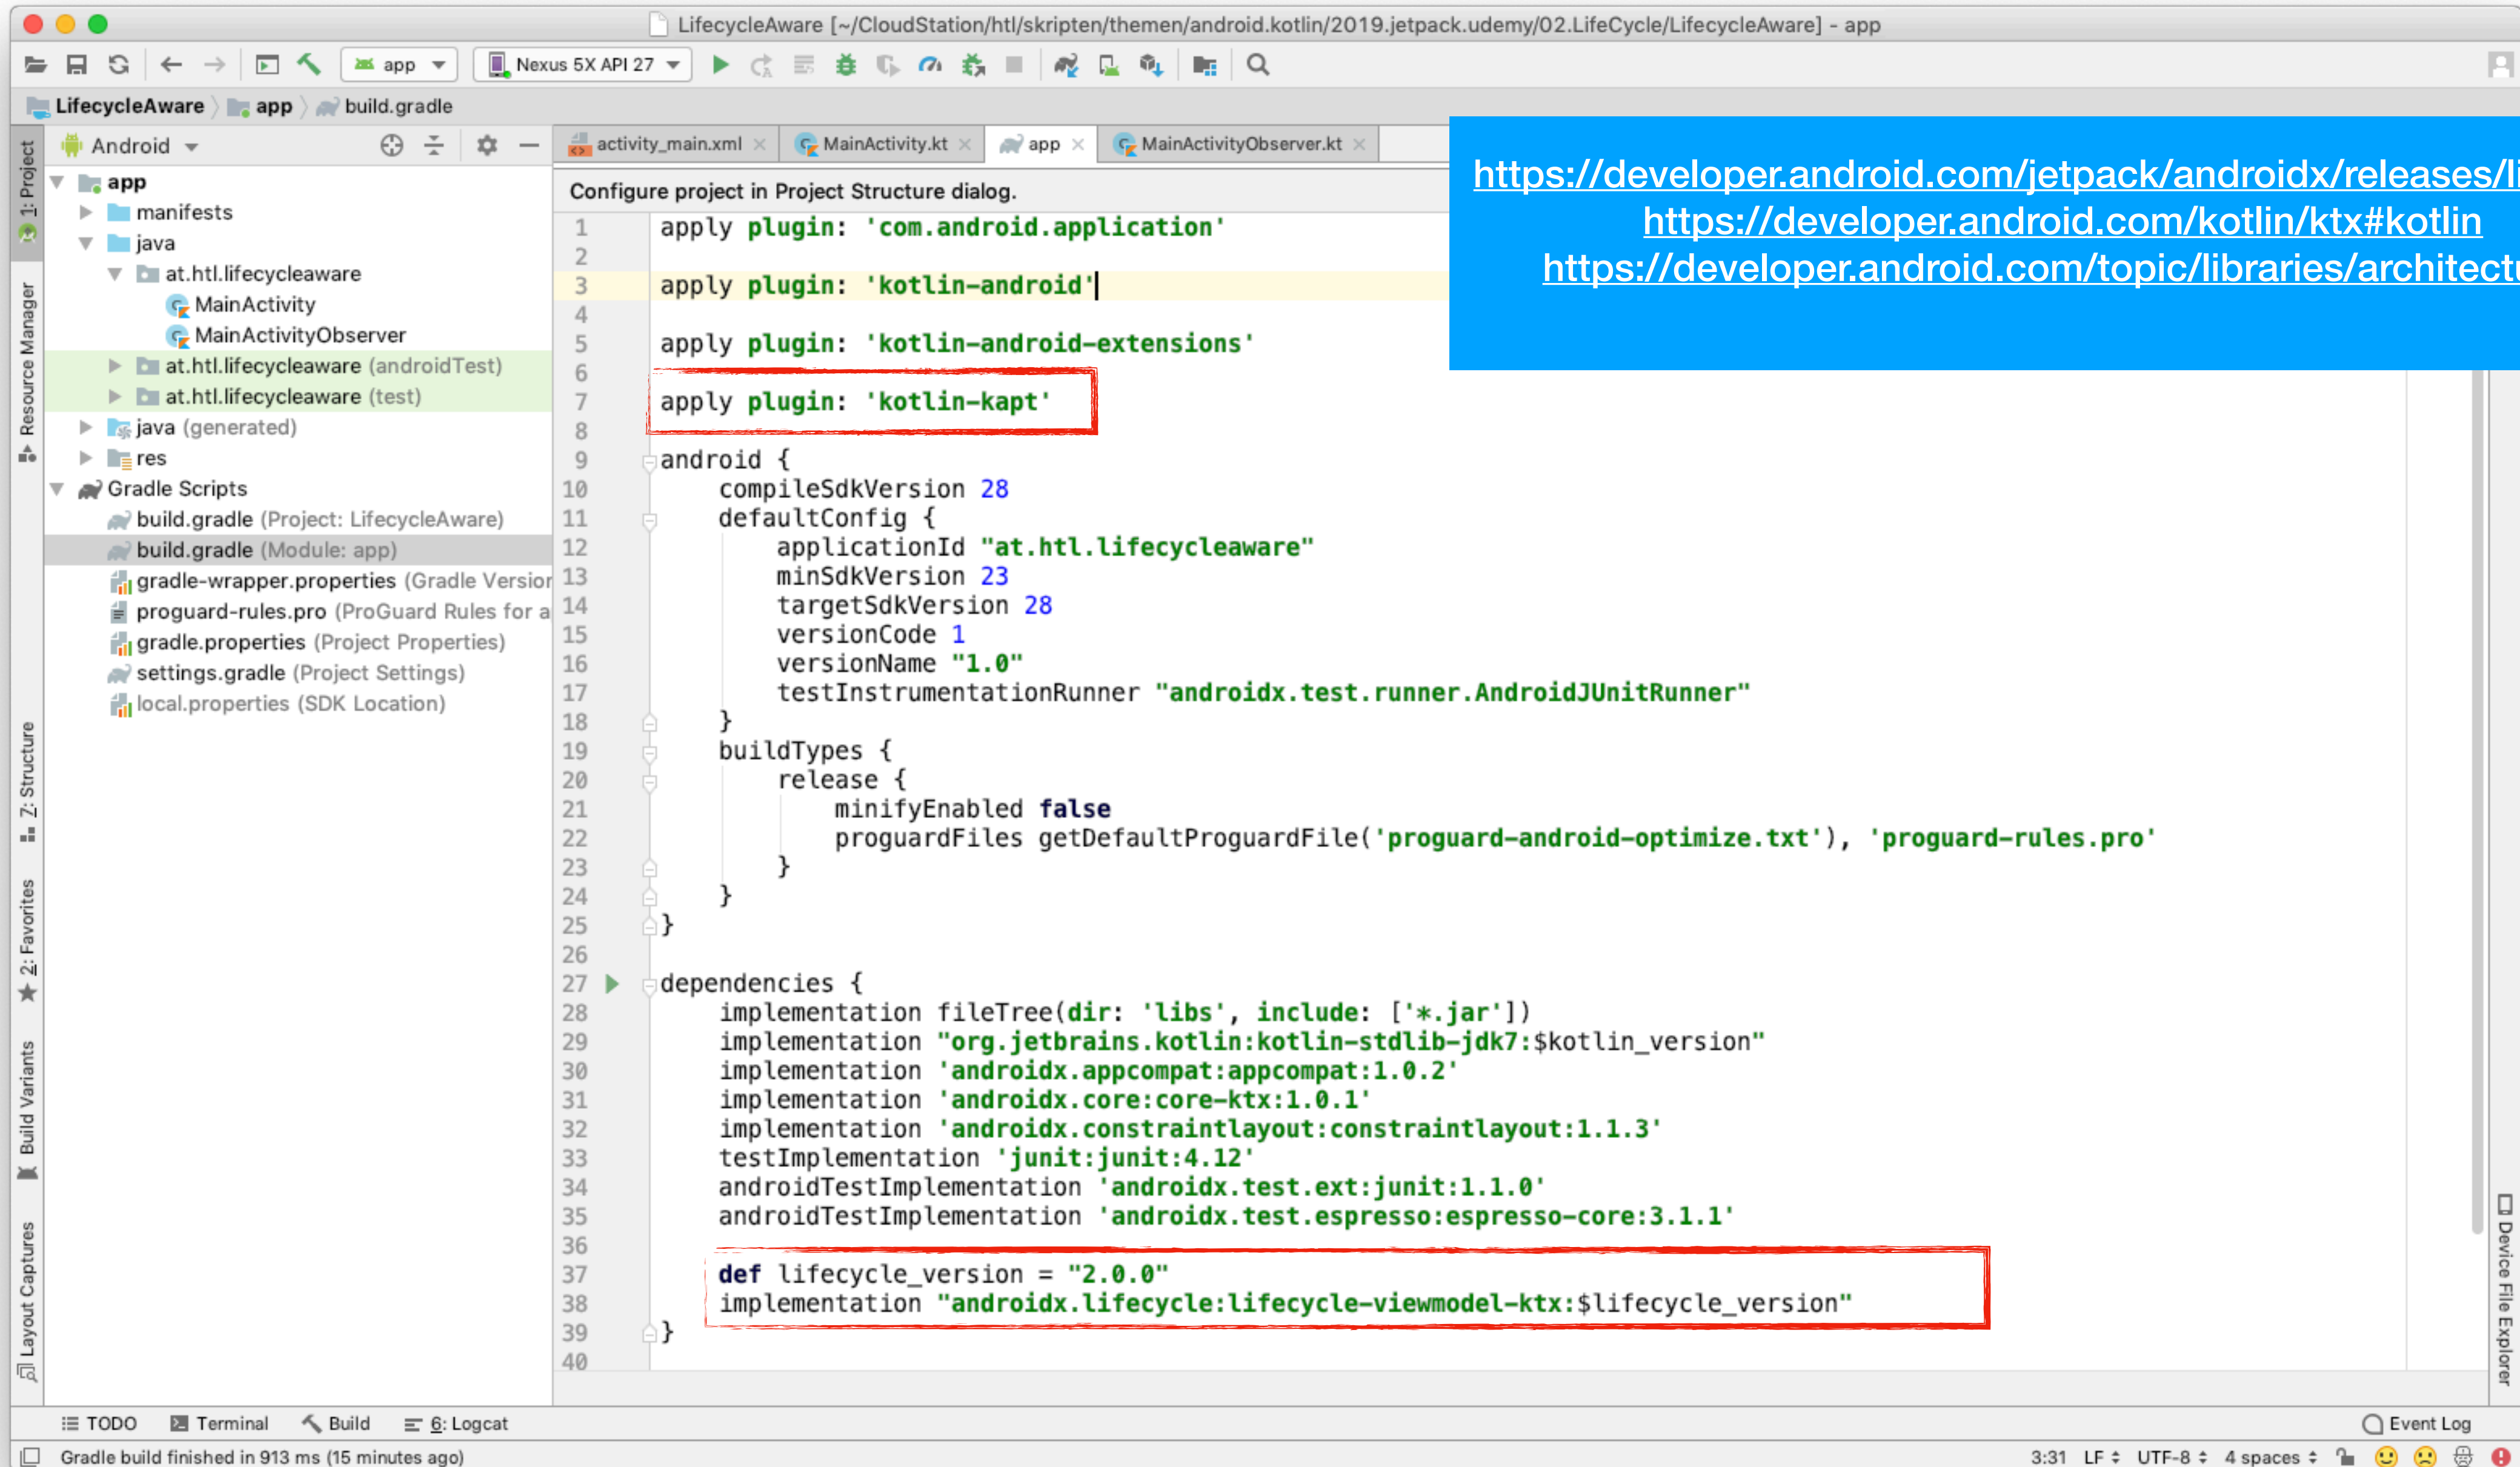 LifecycleAware [~/CloudStation/htl/skripten/themen/android.kotlin/2019.jetpack.udemy/02.LifeCycle/LifecycleAware] - app
app
Nexus 5X API 27
LifecycleAware
app
build.gradle
1: Project
Resource Manager
Z: Structure
2: Favorites
Build Variants
Layout Captures
Android
app
manifests
java
at.htl.lifecycleaware
MainActivity
MainActivityObserver
at.htl.lifecycleaware (androidTest)
at.htl.lifecycleaware (test)
java (generated)
res
Gradle Scripts
build.gradle (Project: LifecycleAware)
build.gradle (Module: app)
gradle-wrapper.properties (Gradle Version
proguard-rules.pro (ProGuard Rules for a
gradle.properties (Project Properties)
settings.gradle (Project Settings)
local.properties (SDK Location)
activity_main.xml
MainActivity.kt
app
MainActivityObserver.kt
https://developer.android.com/jetpack/androidx/releases/li
https://developer.android.com/kotlin/ktx#kotlin
https://developer.android.com/topic/libraries/architectu
Configure project in Project Structure dialog.
1 apply plugin: 'com.android.application'
2
3 apply plugin: 'kotlin-android'
4
5 apply plugin: 'kotlin-android-extensions'
6
7 apply plugin: 'kotlin-kapt'
8
9 android {
10 compileSdkVersion 28
11 defaultConfig {
12 applicationId "at.htl.lifecycleaware"
13 minSdkVersion 23
14 targetSdkVersion 28
15 versionCode 1
16 versionName "1.0"
17 testInstrumentationRunner "androidx.test.runner.AndroidJUnitRunner"
18 }
19 buildTypes {
20 release {
21 minifyEnabled false
22 proguardFiles getDefaultProguardFile('proguard-android-optimize.txt'), 'proguard-rules.pro'
23 }
24 }
25 }
26
27 dependencies {
28 implementation fileTree(dir: 'libs', include: ['*.jar'])
29 implementation "org.jetbrains.kotlin:kotlin-stdlib-jdk7:$kotlin_version"
30 implementation 'androidx.appcompat:appcompat:1.0.2'
31 implementation 'androidx.core:core-ktx:1.0.1'
32 implementation 'androidx.constraintlayout:constraintlayout:1.1.3'
33 testImplementation 'junit:junit:4.12'
34 androidTestImplementation 'androidx.test.ext:junit:1.1.0'
35 androidTestImplementation 'androidx.test.espresso:espresso-core:3.1.1'
36
37 def lifecycle_version = "2.0.0"
38 implementation "androidx.lifecycle:lifecycle-viewmodel-ktx:$lifecycle_version"
39 }
40
Device File Explorer
TODO
Terminal
Build
6: Logcat
Event Log
Gradle build finished in 913 ms (15 minutes ago)
3:31 LF UTF-8 4 spaces